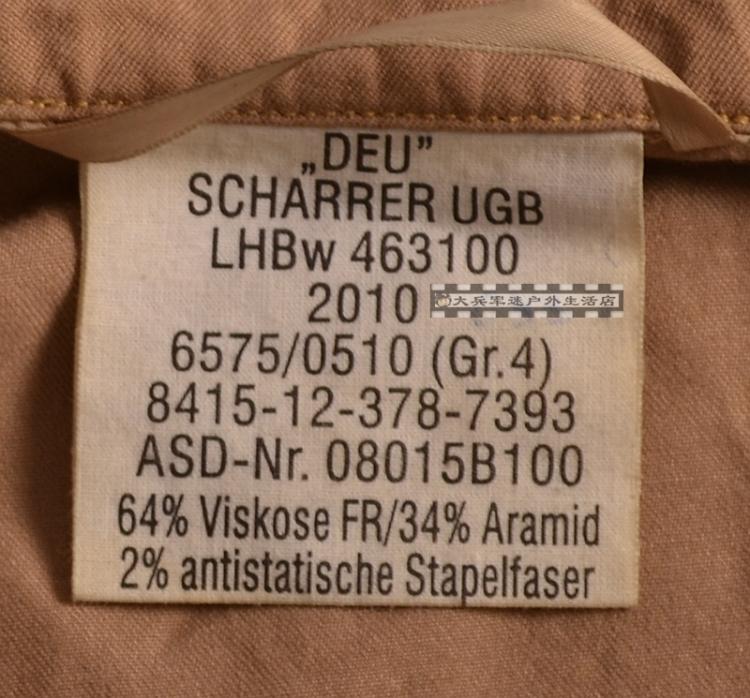 „DEU”
SCHARRER UGB
LHBw 463100
2010
大兵军迷户外生活店
6575/0510 (Gr.4)
8415-12-378-7393
ASD-Nr. 08015B100
64% Viskose FR/34% Aramid
2% antistatische Stapelfaser